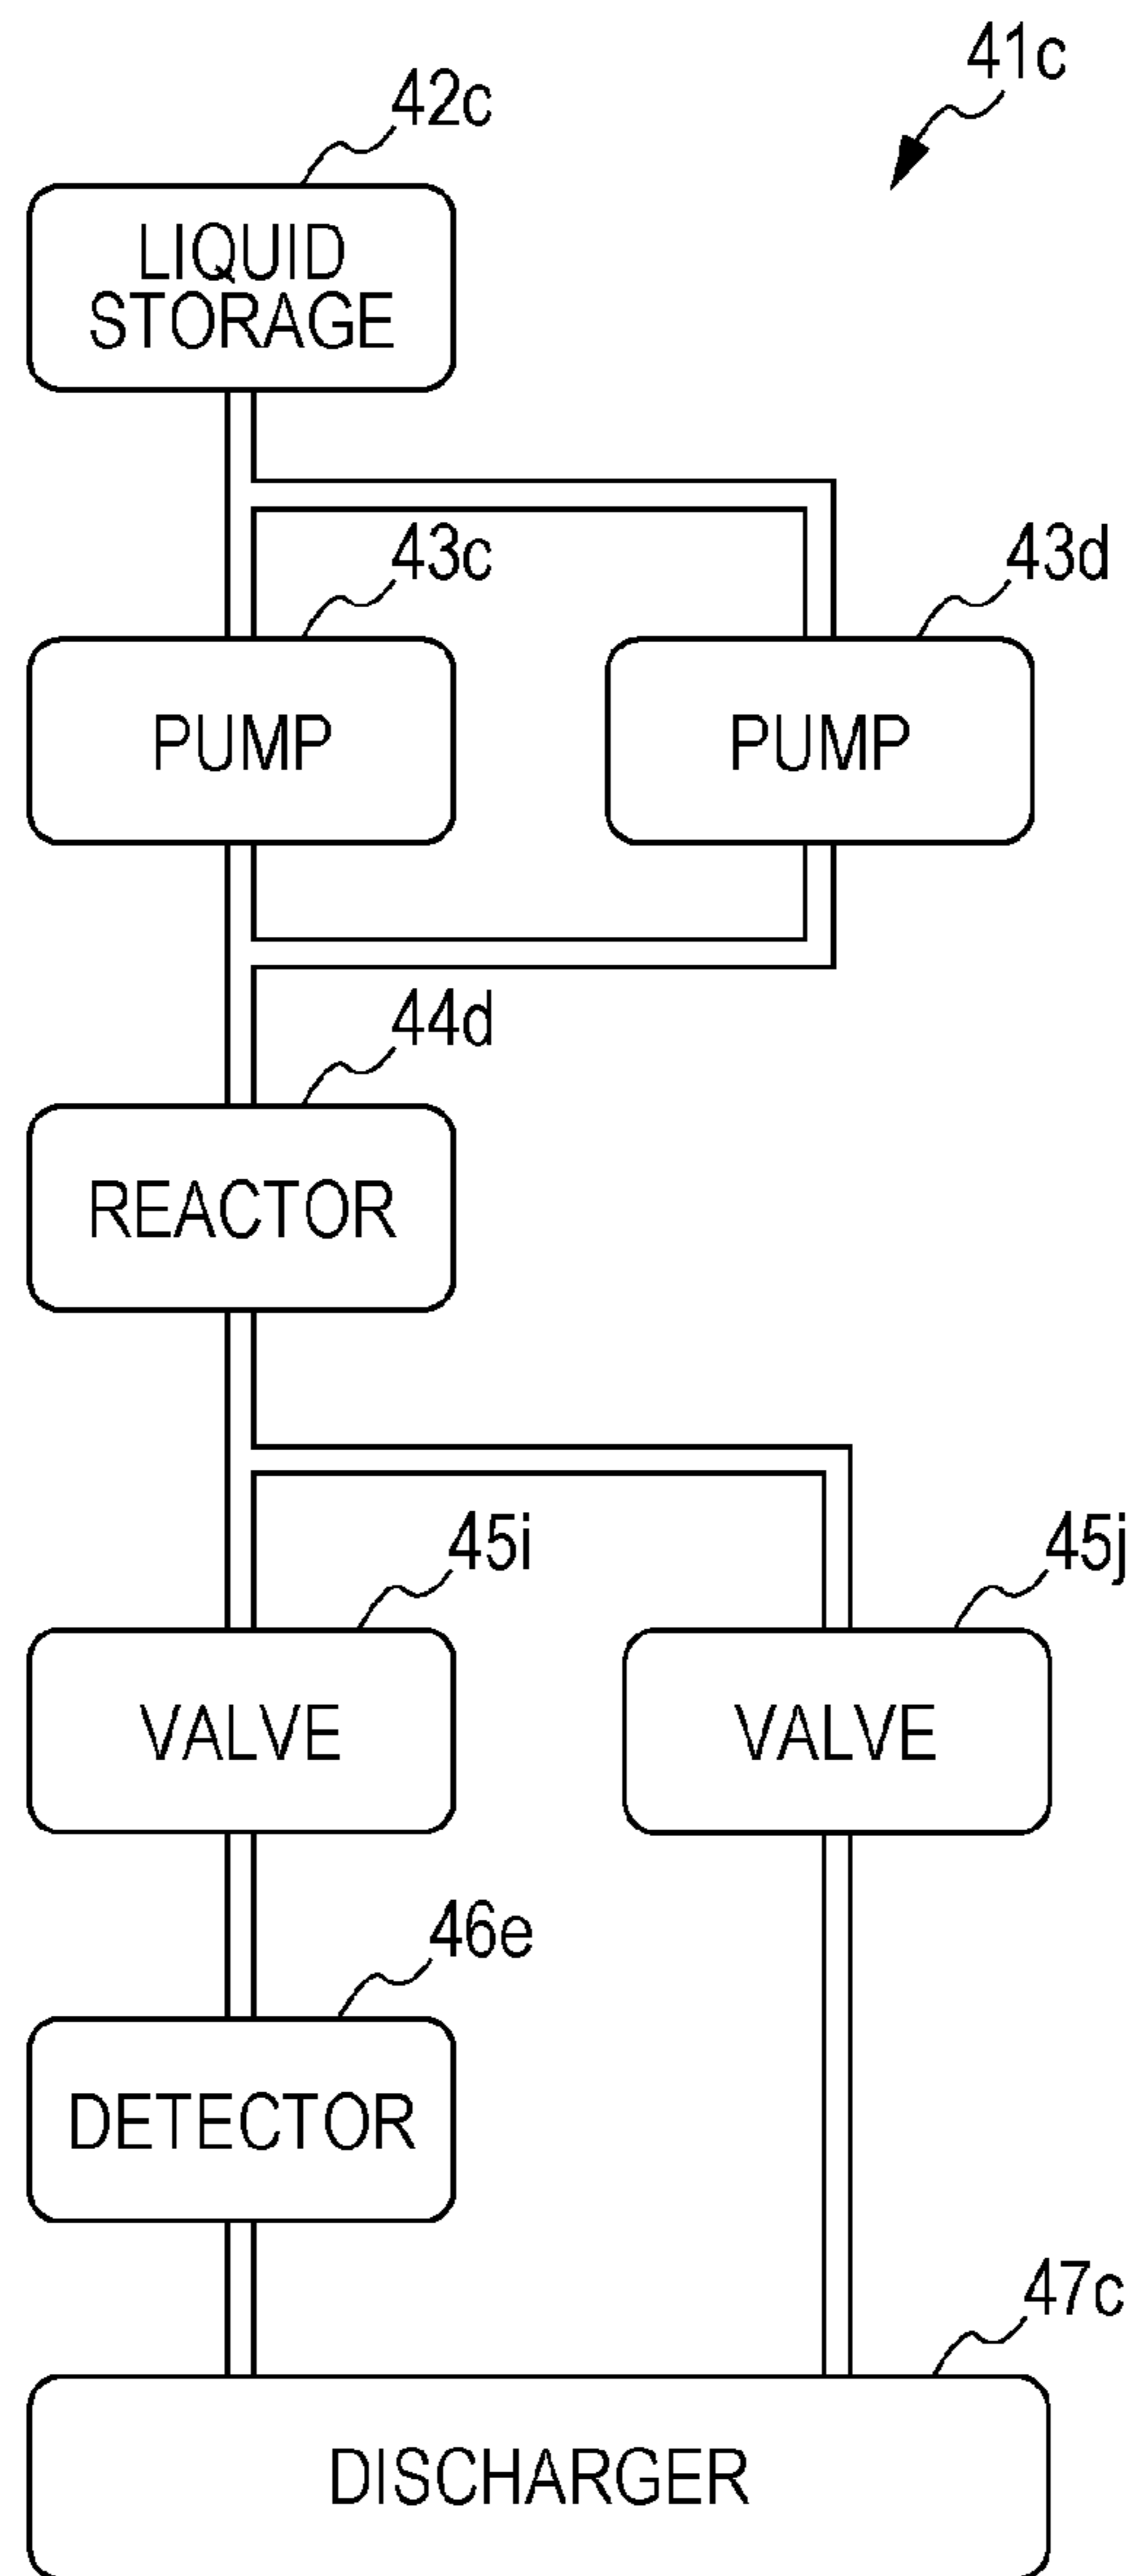 41c
42c
LIQUID
STORAGE
43c
43d
PUMP
PUMP
44d
REACTOR
45i
45j
VALVE
VALVE
46e
DETECTOR
47c
DISCHARGER